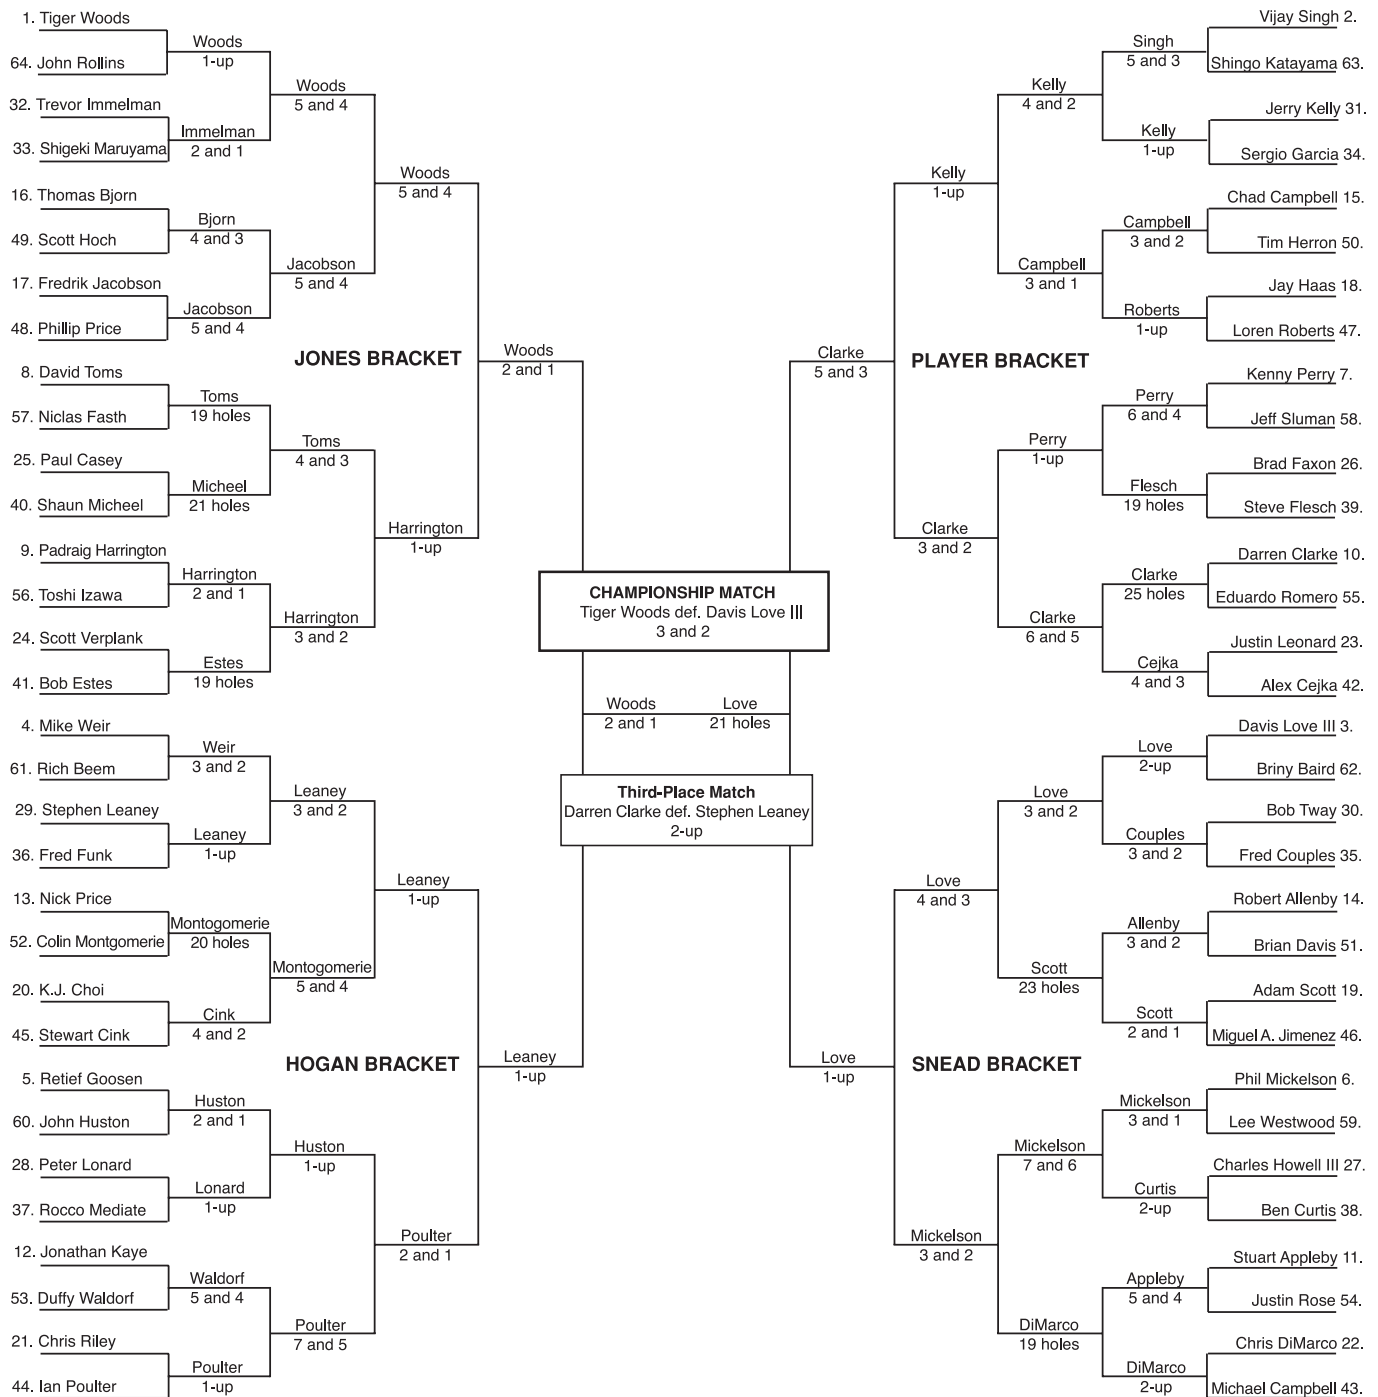 1. Tiger Woods
Woods
1-up
64. John Rollins
Woods
5 and 4
32. Trevor Immelman
Immelman
2 and 1
33. Shigeki Maruyama
Woods
5 and 4
16. Thomas Bjorn
Bjorn
4 and 3
49. Scott Hoch
Jacobson
5 and 4
17. Fredrik Jacobson
Jacobson
5 and 4
48. Phillip Price
JONES BRACKET
Woods
2 and 1
8. David Toms
Toms
19 holes
57. Niclas Fasth
Toms
4 and 3
25. Paul Casey
Micheel
21 holes
40. Shaun Micheel
Harrington
1-up
9. Padraig Harrington
Harrington
2 and 1
56. Toshi Izawa
Harrington
3 and 2
24. Scott Verplank
Estes
19 holes
41. Bob Estes
4. Mike Weir
Weir
3 and 2
61. Rich Beem
Leaney
3 and 2
29. Stephen Leaney
Leaney
1-up
36. Fred Funk
Leaney
1-up
13. Nick Price
Montogomerie
20 holes
52. Colin Montgomerie
Montogomerie
5 and 4
20. K.J. Choi
Cink
4 and 2
45. Stewart Cink
HOGAN BRACKET
Leaney
1-up
5. Retief Goosen
Huston
2 and 1
60. John Huston
Huston
1-up
28. Peter Lonard
Lonard
1-up
37. Rocco Mediate
Poulter
2 and 1
12. Jonathan Kaye
Waldorf
5 and 4
53. Duffy Waldorf
Poulter
7 and 5
21. Chris Riley
Poulter
1-up
44. Ian Poulter
CHAMPIONSHIP MATCH
Tiger Woods def. Davis Love III
3 and 2
Woods
2 and 1
Love
21 holes
Third-Place Match
Darren Clarke def. Stephen Leaney
2-up
Vijay Singh 2.
Singh
5 and 3
Shingo Katayama 63.
Kelly
4 and 2
Jerry Kelly 31.
Kelly
1-up
Sergio Garcia 34.
Kelly
1-up
Chad Campbell 15.
Campbell
3 and 2
Tim Herron 50.
Campbell
3 and 1
Jay Haas 18.
Roberts
1-up
Loren Roberts 47.
Clarke
5 and 3
PLAYER BRACKET
Kenny Perry 7.
Perry
6 and 4
Jeff Sluman 58.
Perry
1-up
Brad Faxon 26.
Flesch
19 holes
Steve Flesch 39.
Clarke
3 and 2
Darren Clarke 10.
Clarke
25 holes
Eduardo Romero 55.
Clarke
6 and 5
Justin Leonard 23.
Cejka
4 and 3
Alex Cejka 42.
Davis Love III 3.
Love
2-up
Briny Baird 62.
Love
3 and 2
Bob Tway 30.
Couples
3 and 2
Fred Couples 35.
Love
4 and 3
Robert Allenby 14.
Allenby
3 and 2
Brian Davis 51.
Scott
23 holes
Adam Scott 19.
Scott
2 and 1
Miguel A. Jimenez 46.
Love
1-up
SNEAD BRACKET
Phil Mickelson 6.
Mickelson
3 and 1
Lee Westwood 59.
Mickelson
7 and 6
Charles Howell III 27.
Curtis
2-up
Ben Curtis 38.
Mickelson
3 and 2
Stuart Appleby 11.
Appleby
5 and 4
Justin Rose 54.
DiMarco
19 holes
Chris DiMarco 22.
DiMarco
2-up
Michael Campbell 43.